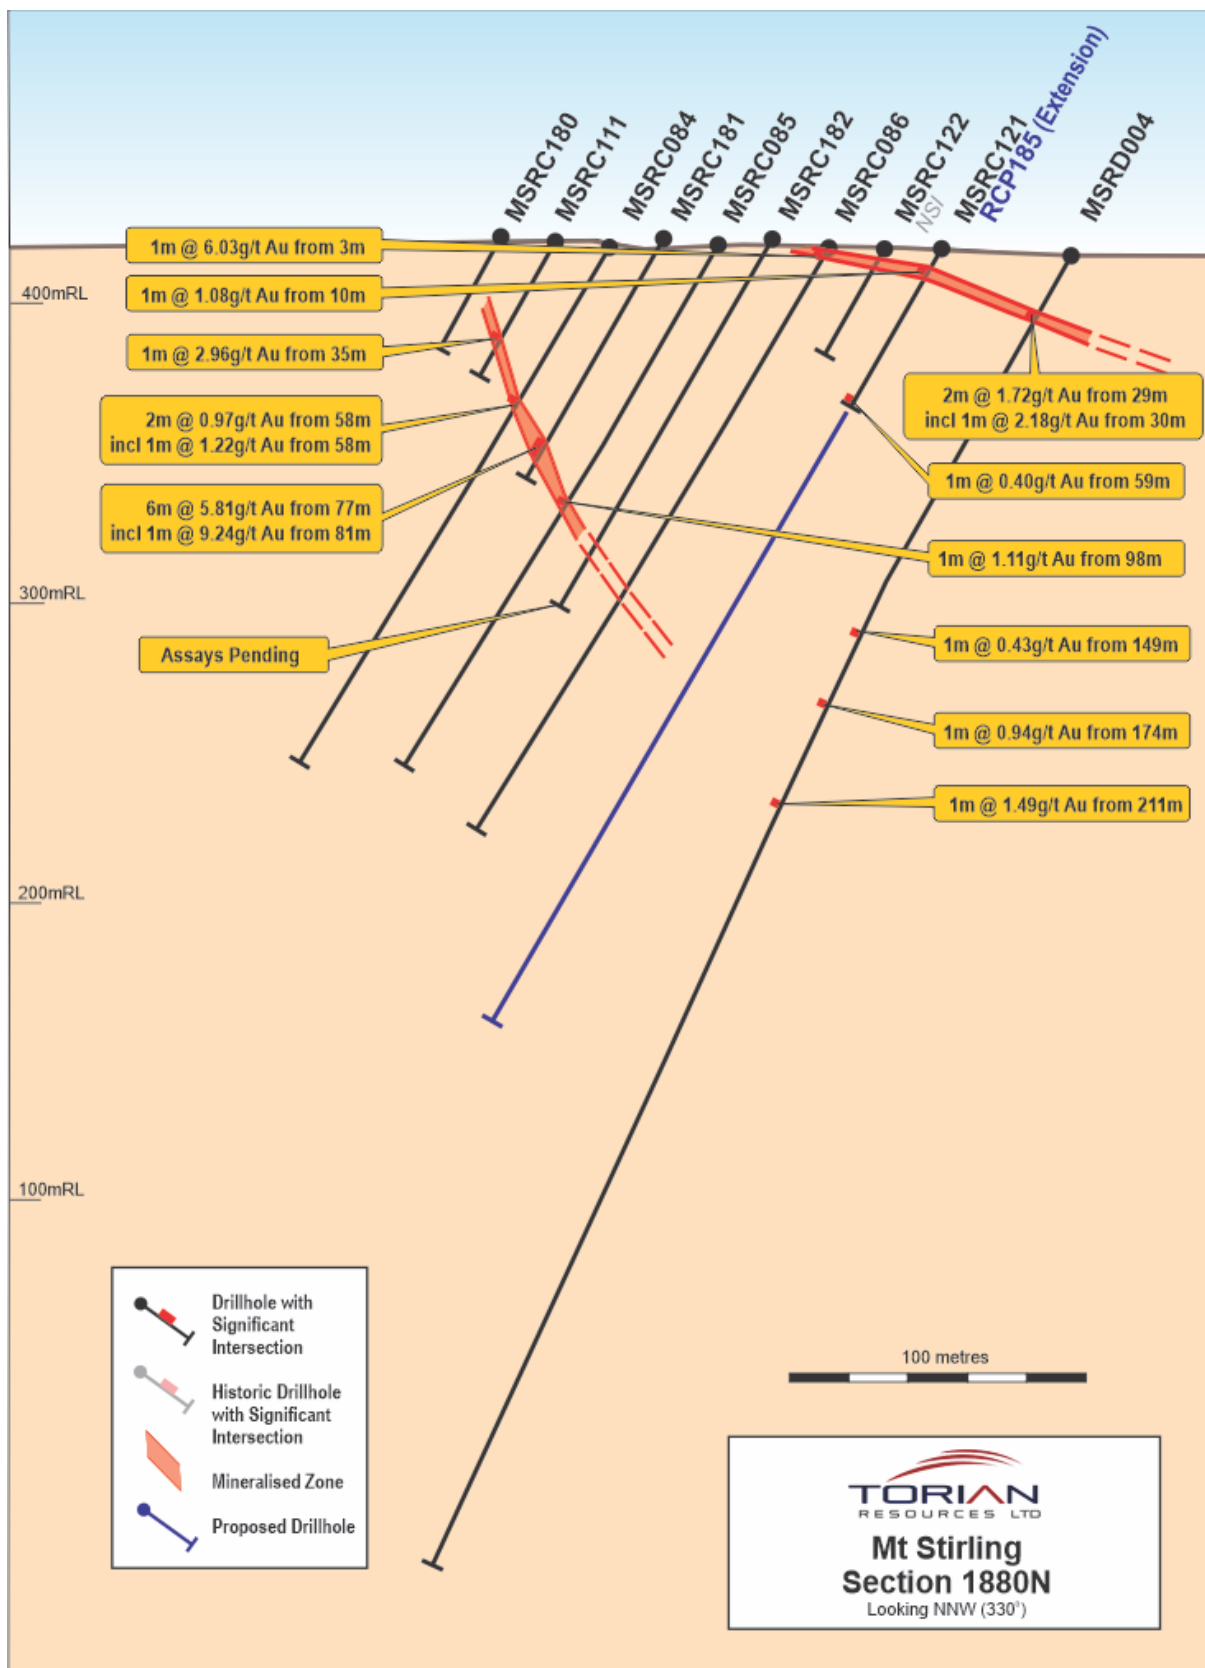 MSRC180
MSRC111
MSRC084
MSRC181
MSRC085
MSRC182
MSRC086
MSRC122
NSI
MSRC121
RCP185 (Extension)
MSRD004
1m @ 6.03g/t Au from 3m
1m @ 1.08g/t Au from 10m
400mRL
1m @ 2.96g/t Au from 35m
2m @ 0.97g/t Au from 58m
incl 1m @ 1.22g/t Au from 58m
6m @ 5.81g/t Au from 77m
incl 1m @ 9.24g/t Au from 81m
2m @ 1.72g/t Au from 29m
incl 1m @ 2.18g/t Au from 30m
1m @ 0.40g/t Au from 59m
1m @ 1.11g/t Au from 98m
300mRL
Assays Pending
1m @ 0.43g/t Au from 149m
1m @ 0.94g/t Au from 174m
1m @ 1.49g/t Au from 211m
200mRL
100mRL
Drillhole with
Significant
Intersection
Historic Drillhole
with Significant
Intersection
Mineralised Zone
Proposed Drillhole
100 metres
TORIAN
RESOURCES LTD
Mt Stirling
Section 1880N
Looking NNW (330°)